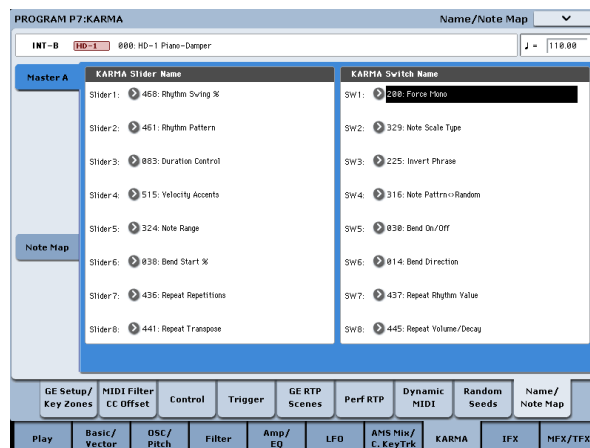 PROGRAM P7:KARMA Name/Note Map
INT-B HD-1 000: HD-1 Piano-Damper ♩ = 110.00
Master A
Note Map
KARMA Slider Name
Slider1: 468: Rhythm Swing %
Slider2: 461: Rhythm Pattern
Slider3: 083: Duration Control
Slider4: 515: Velocity Accents
Slider5: 324: Note Range
Slider6: 038: Bend Start %
Slider7: 436: Repeat Repetitions
Slider8: 441: Repeat Transpose
KARMA Switch Name
SW1: 200: Force Mono
SW2: 329: Note Scale Type
SW3: 225: Invert Phrase
SW4: 316: Note Pattrn<>Random
SW5: 030: Bend On/Off
SW6: 014: Bend Direction
SW7: 437: Repeat Rhythm Value
SW8: 445: Repeat Volume/Decay
GE Setup/ Key Zones
MIDI Filter CC Offset
Control
Trigger
GE RTP Scenes
Perf RTP
Dynamic MIDI
Random Seeds
Name/ Note Map
Play
Basic/ Vector
OSC/ Pitch
Filter
Amp/ EQ
LFO
AMS Mix/ C. KeyTrk
KARMA
IFX
MFX/TFX